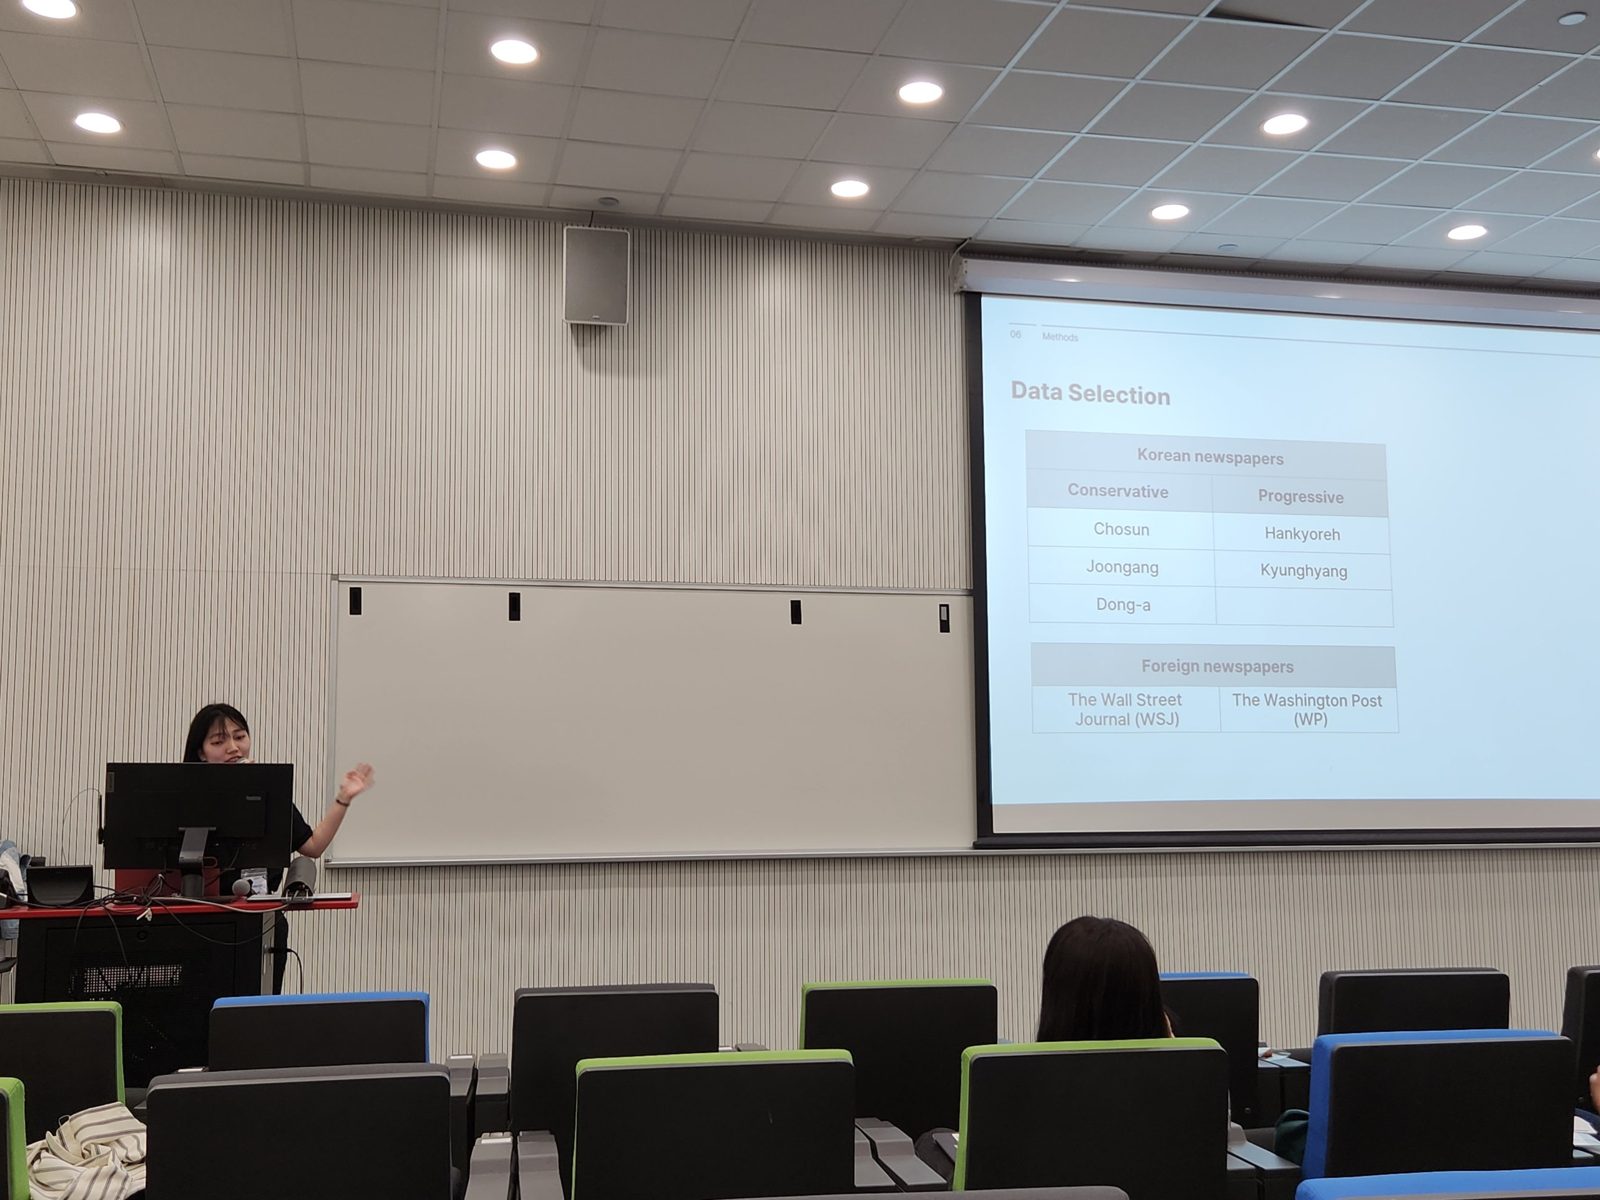 06 Methods
Data Selection
Korean newspapers
Conservative Progressive
Chosun Hankyoreh
Joongang Kyunghyang
Dong-a
Foreign newspapers
The Wall Street The Washington Post
Journal (WSJ) (WP)